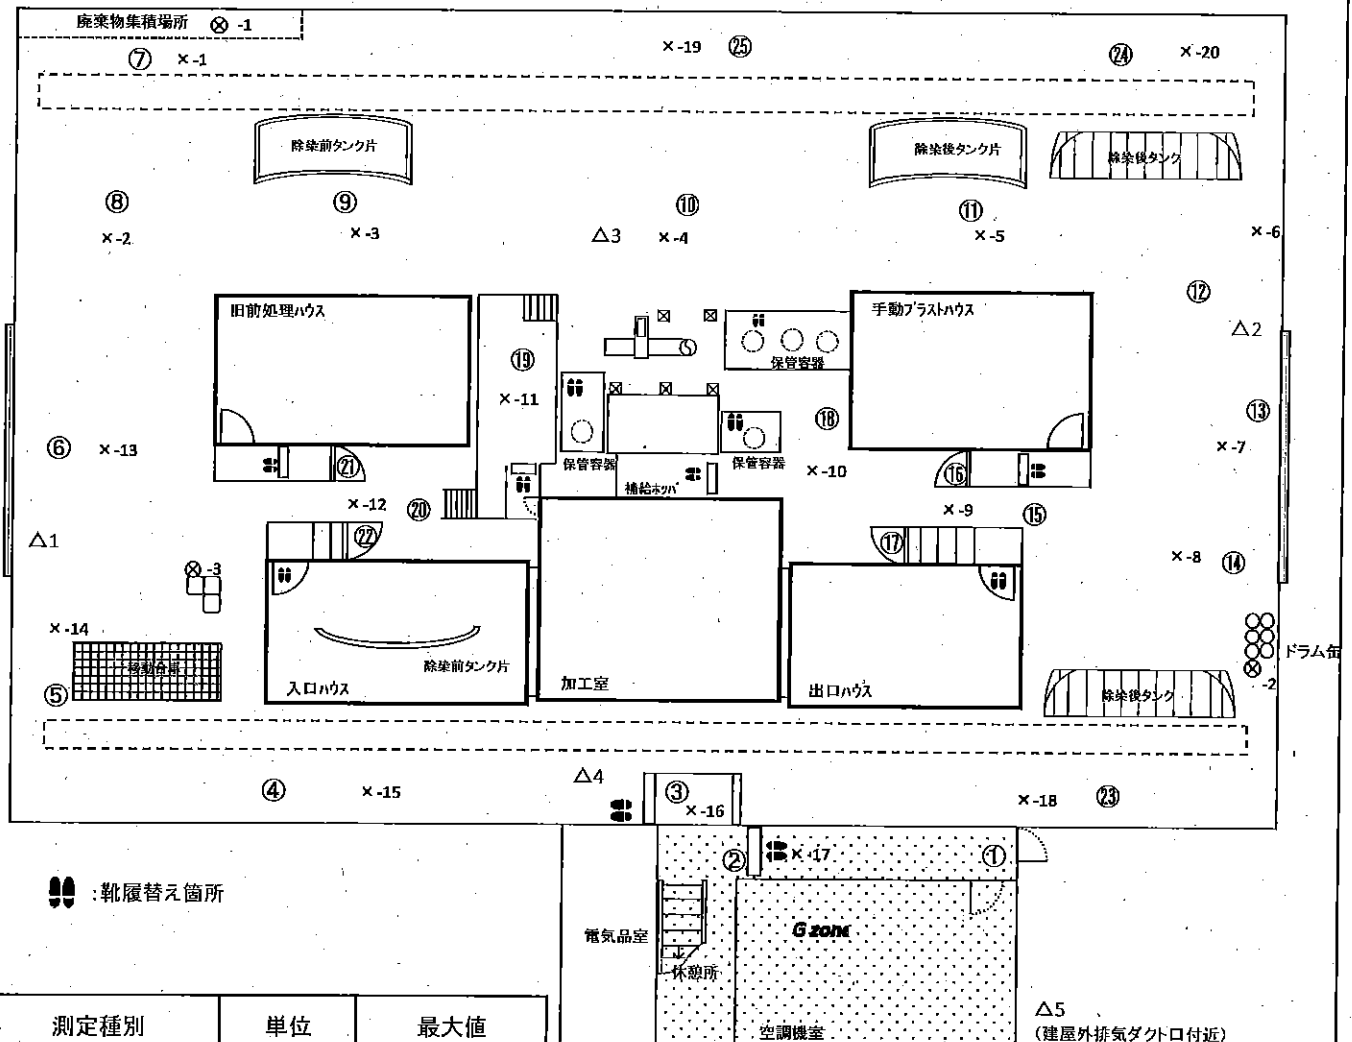 廃棄物集積場所 ⊗ -1
⑦ × -1
× -19 ㉕
㉔ × -20
除染前タンク片
除染後タンク片
除染後タンク
⑧
⑨
⑩
⑪
× -2
× -3
△3 × -4
× -5
× -6
⑫
△2
旧前処理ハウス
手動ブラストハウス
保管容器
⑲
× -11
⑱
⑬
⑥ × -13
× -7
保管容器
保管容器
× -10
㉑
⑯
補給ホッパ
× -12 ⑳
× -9 ⑮
△1
㉒
⑰
× -8 ⑭
⊗ -3
× -14
移動台車
⑤
除染前タンク片
入口ハウス
加工室
出口ハウス
ドラム缶
⊗ -2
除染後タンク
④ × -15
△4
③
× -16
× -18 ㉓
② × -17 ①
:靴履替え箇所
電気品室
G zone
休憩所
空調機室
△5
(建屋外排気ダクト口付近)
測定種別 単位 最大値